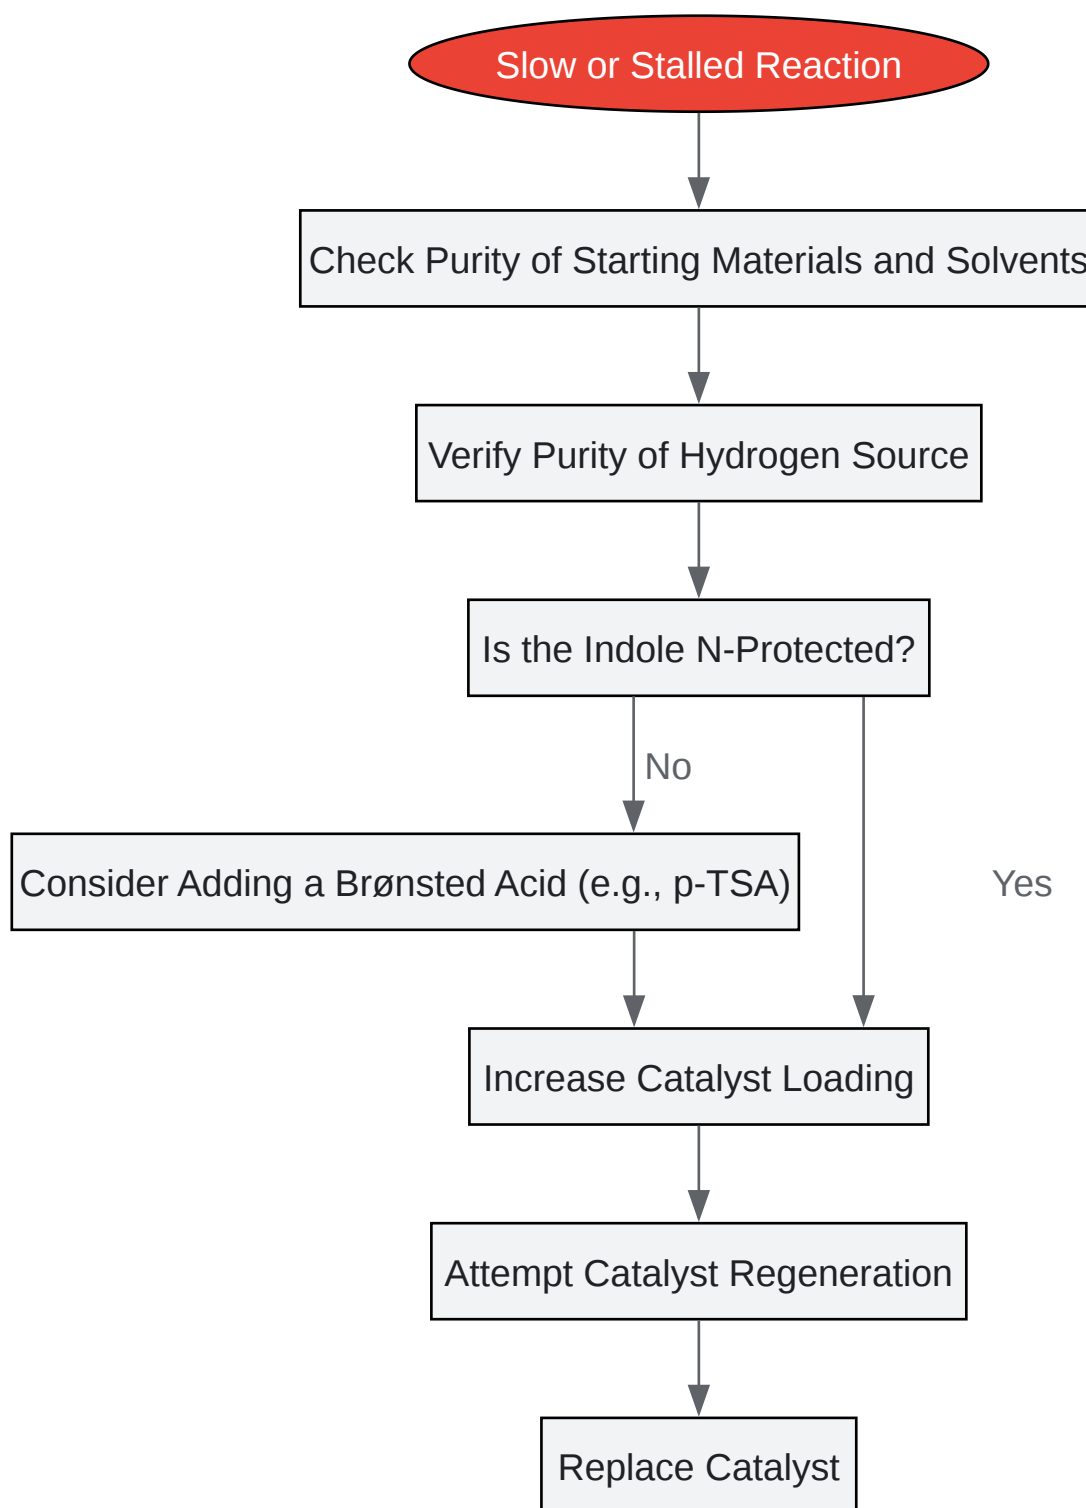 Slow or Stalled Reaction
Check Purity of Starting Materials and Solvents
Verify Purity of Hydrogen Source
Is the Indole N-Protected?
No
Consider Adding a Brønsted Acid (e.g., p-TSA)
Yes
Increase Catalyst Loading
Attempt Catalyst Regeneration
Replace Catalyst